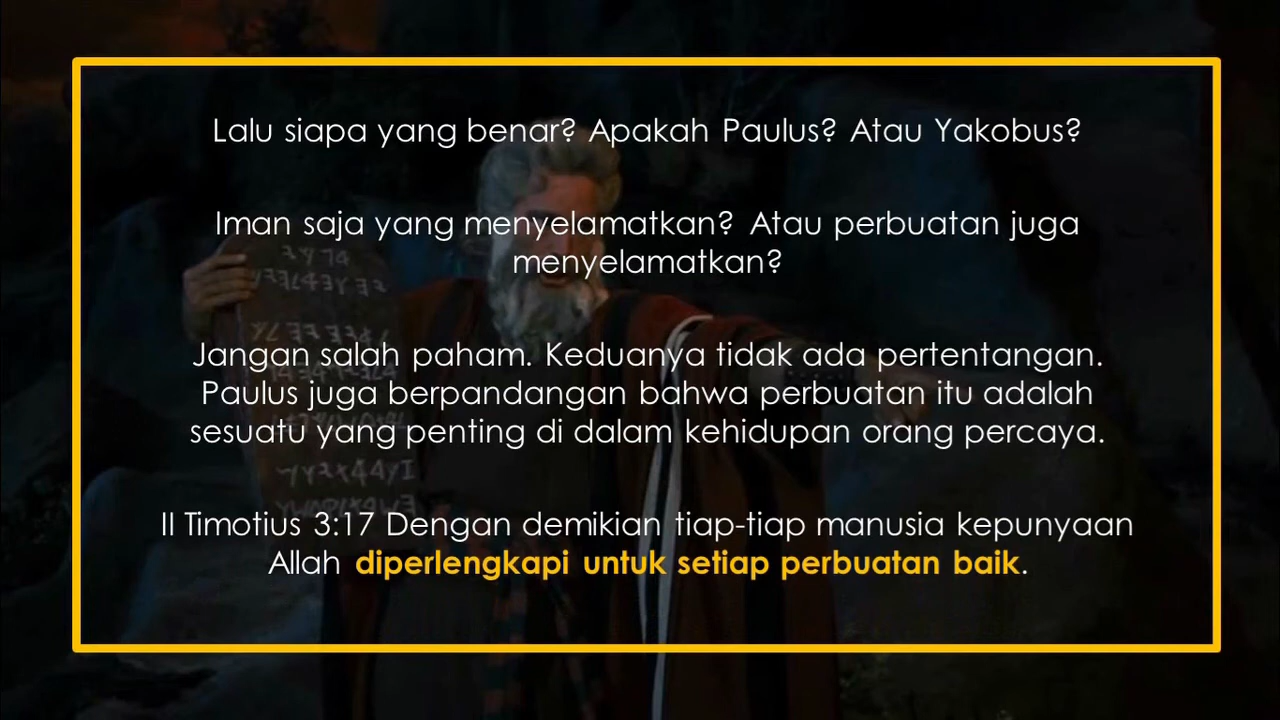 Lalu siapa yang benar? Apakah Paulus? Atau Yakobus?
Iman saja yang menyelamatkan? Atau perbuatan juga
menyelamatkan?
Jangan salah paham. Keduanya tidak ada pertentangan.
Paulus juga berpandangan bahwa perbuatan itu adalah
sesuatu yang penting di dalam kehidupan orang percaya.
II Timotius 3:17 Dengan demikian tiap-tiap manusia kepunyaan
Allah diperlengkapi untuk setiap perbuatan baik.